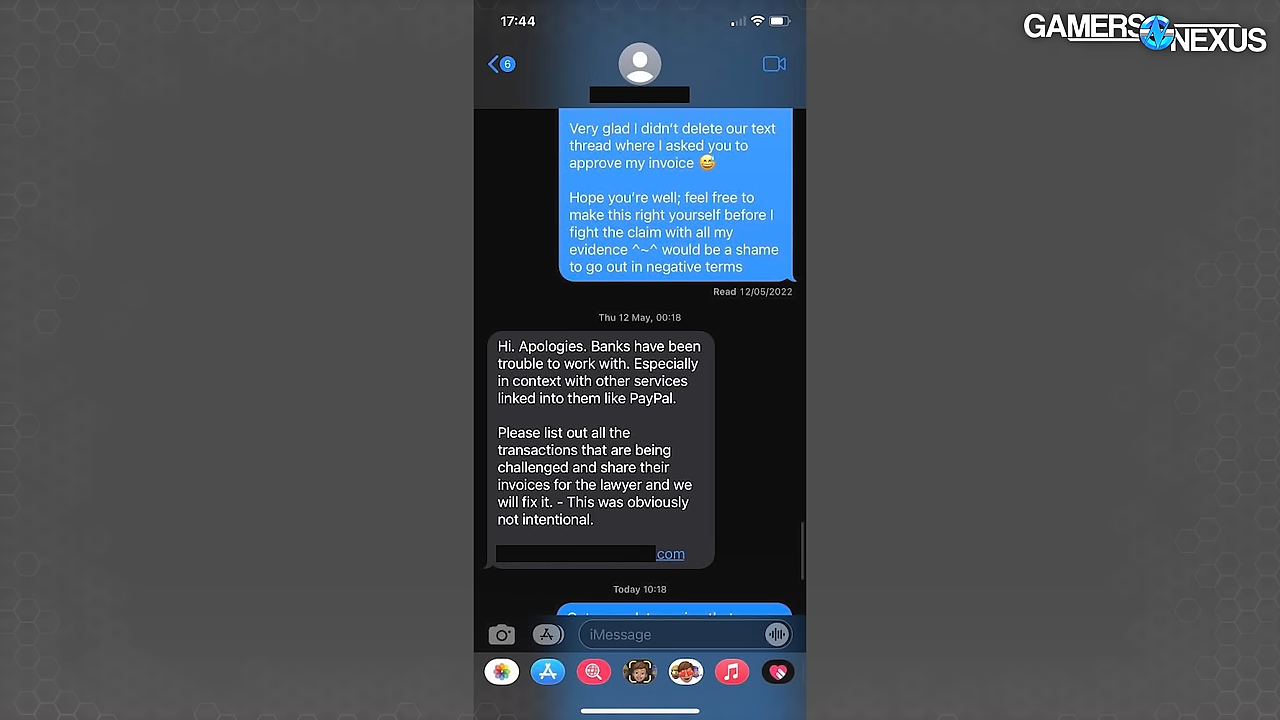 17:44
GAMERS NEXUS
6
Very glad I didn't delete our text
thread where I asked you to
approve my invoice 😅
Hope you're well; feel free to
make this right yourself before I
fight the claim with all my
evidence ^~^ would be a shame
to go out in negative terms
Read 12/05/2022
Thu 12 May, 00:18
Hi. Apologies. Banks have been
trouble to work with. Especially
in context with other services
linked into them like PayPal.
Please list out all the
transactions that are being
challenged and share their
invoices for the lawyer and we
will fix it. - This was obviously
not intentional.
com
Today 10:18
iMessage